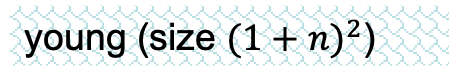 young (size (1 + n)²)